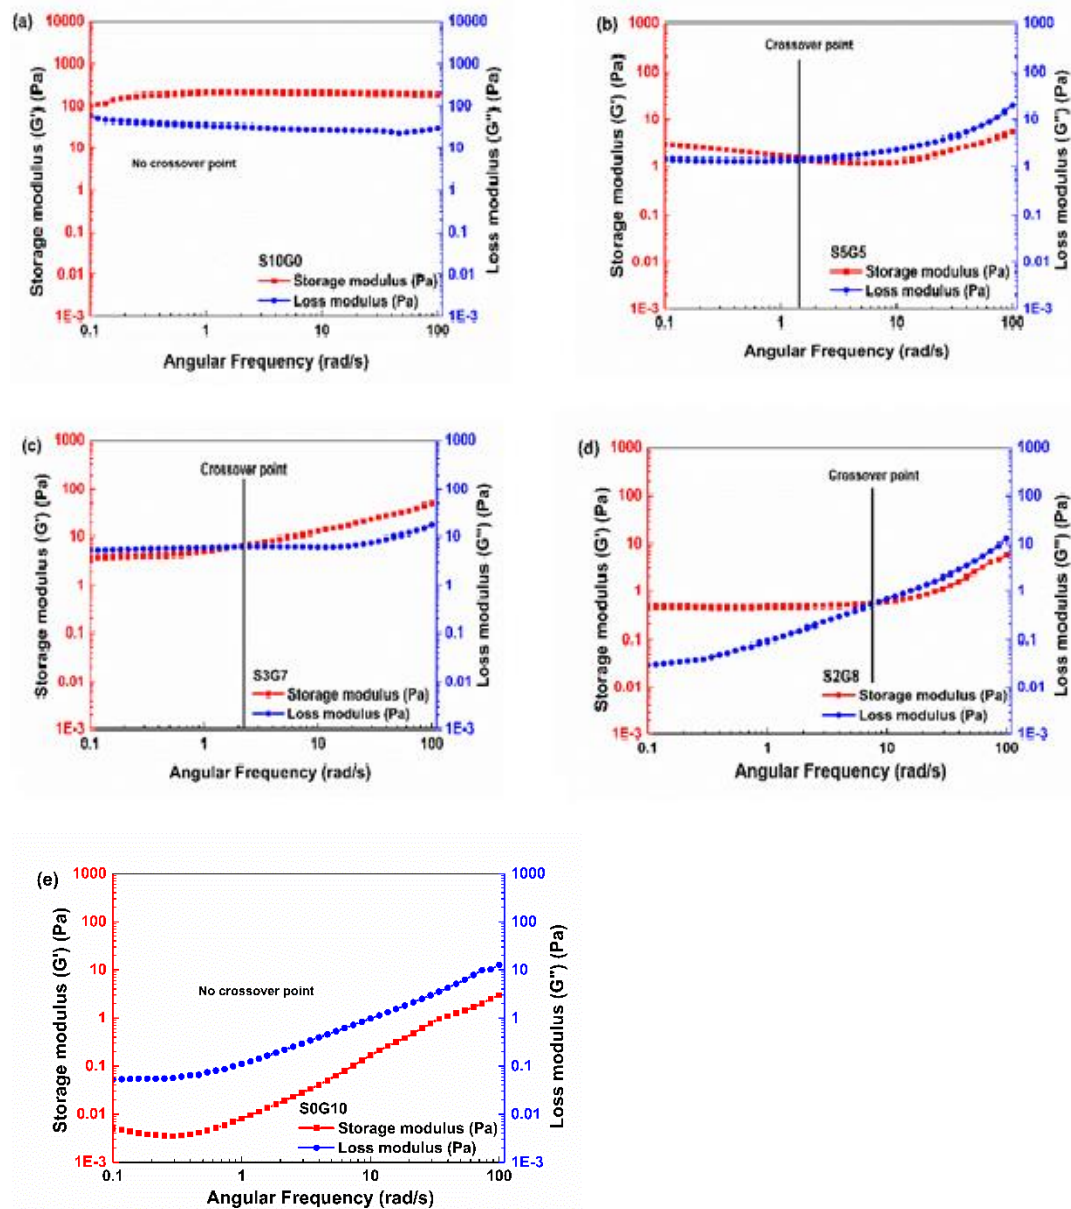 (a)
10000
1000
100
10
1
0.1
0.01
1E-3
Storage modulus (G') (Pa)
10000
1000
100
10
1
0.1
0.01
1E-3
Loss modulus (G'') (Pa)
No crossover point
S10G0
Storage modulus (Pa)
Loss modulus (Pa)
0.1 1 10 100
Angular Frequency (rad/s)
(b)
Crossover point
1000
100
10
1
0.1
0.01
1E-3
Storage modulus (G') (Pa)
1000
100
10
1
0.1
0.01
1E-3
Loss modulus (G'') (Pa)
S5G5
Storage modulus (Pa)
Loss modulus (Pa)
0.1 1 10 100
Angular Frequency (rad/s)
(c)
Crossover point
1000
100
10
1
0.1
0.01
1E-3
Storage modulus (G') (Pa)
1000
100
10
1
0.1
0.01
1E-3
Loss modulus (G'') (Pa)
S3G7
Storage modulus (Pa)
Loss modulus (Pa)
0.1 1 10 100
Angular Frequency (rad/s)
(d)
Crossover point
1000
100
10
1
0.1
0.01
1E-3
Storage modulus (G') (Pa)
1000
100
10
1
0.1
0.01
1E-3
Loss modulus (G'') (Pa)
S2G8
Storage modulus (Pa)
Loss modulus (Pa)
0.1 1 10 100
Angular Frequency (rad/s)
(e)
1000
100
10
1
0.1
0.01
1E-3
Storage modulus (G') (Pa)
1000
100
10
1
0.1
0.01
1E-3
Loss modulus (G'') (Pa)
No crossover point
S0G10
Storage modulus (Pa)
Loss modulus (Pa)
0.1 1 10 100
Angular Frequency (rad/s)